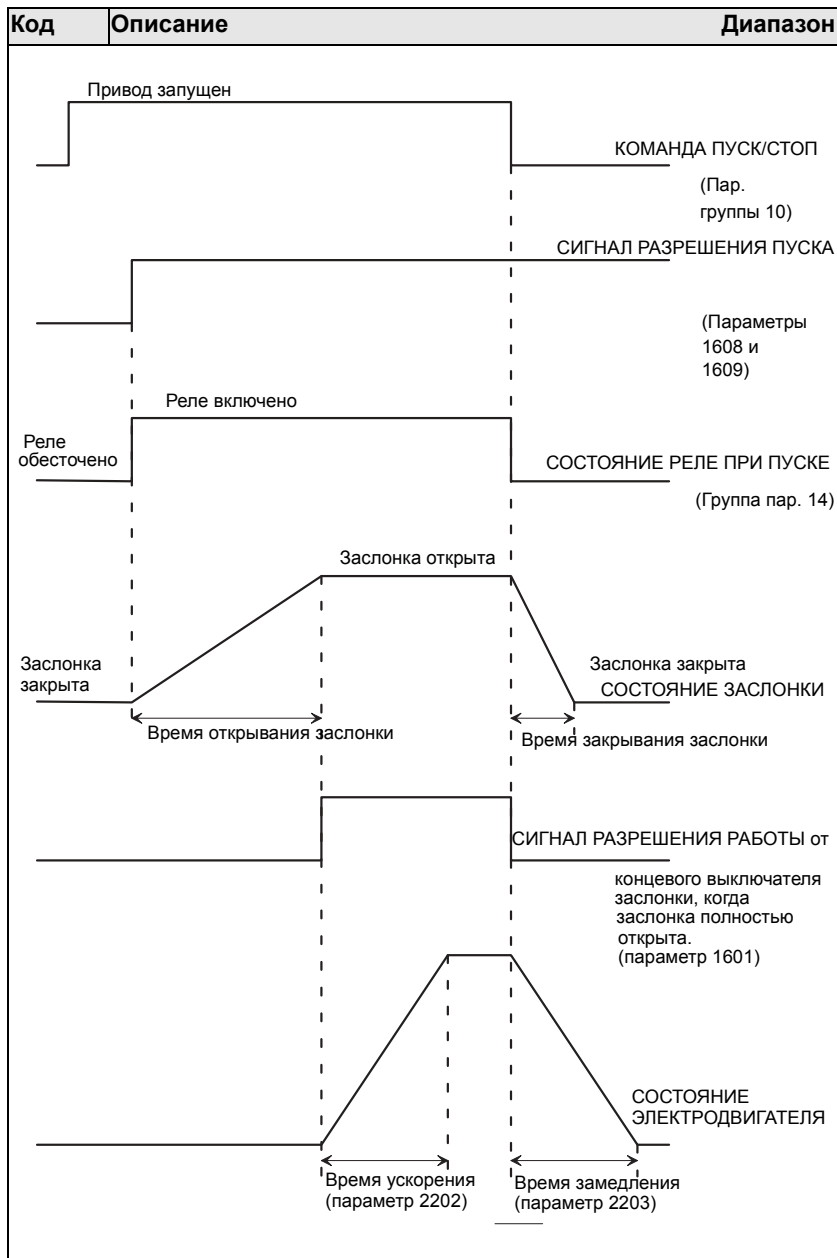 Код Описание Диапазон
Привод запущен
КОМАНДА ПУСК/СТОП
(Пар.
группы 10)
СИГНАЛ РАЗРЕШЕНИЯ ПУСКА
(Параметры
1608 и
1609)
Реле включено
Реле
обесточено
СОСТОЯНИЕ РЕЛЕ ПРИ ПУСКЕ
(Группа пар. 14)
Заслонка открыта
Заслонка
закрыта
Заслонка закрыта
СОСТОЯНИЕ ЗАСЛОНКИ
Время открывания заслонки
Время закрывания заслонки
СИГНАЛ РАЗРЕШЕНИЯ РАБОТЫ от
концевого выключателя
заслонки, когда
заслонка полностью
открыта.
(параметр 1601)
СОСТОЯНИЕ
ЭЛЕКТРОДВИГАТЕЛЯ
Время ускорения
(параметр 2202)
Время замедления
(параметр 2203)